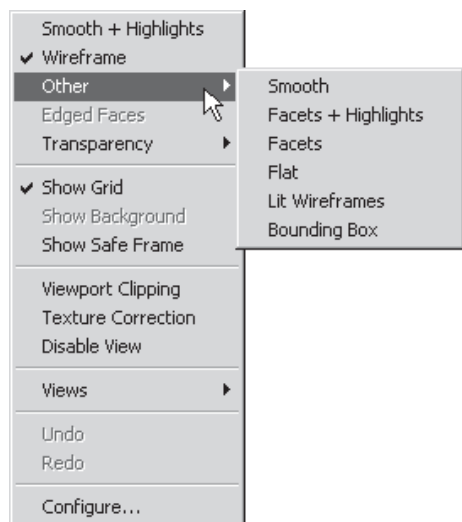 Smooth + Highlights
Wireframe
Other
Edged Faces
Transparency
Show Grid
Show Background
Show Safe Frame
Viewport Clipping
Texture Correction
Disable View
Views
Undo
Redo
Configure...
Smooth
Facets + Highlights
Facets
Flat
Lit Wireframes
Bounding Box